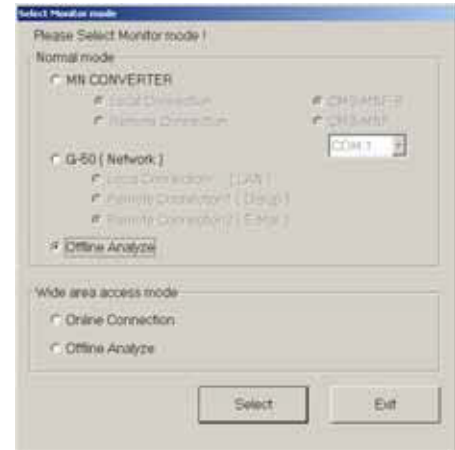 Select Monitor mode
Please Select Monitor mode !
Normal mode
MN CONVERTER
Local Connection CMS-MNF-B
Remote Connection CMS-MNF
COM 1
G-50 ( Network )
Local Connection ( LAN )
Remote Connection1 ( Dialup )
Remote Connection2 ( E-Mail )
Offline Analyze
Wide area access mode
Online Connection
Offline Analyze
Select Exit